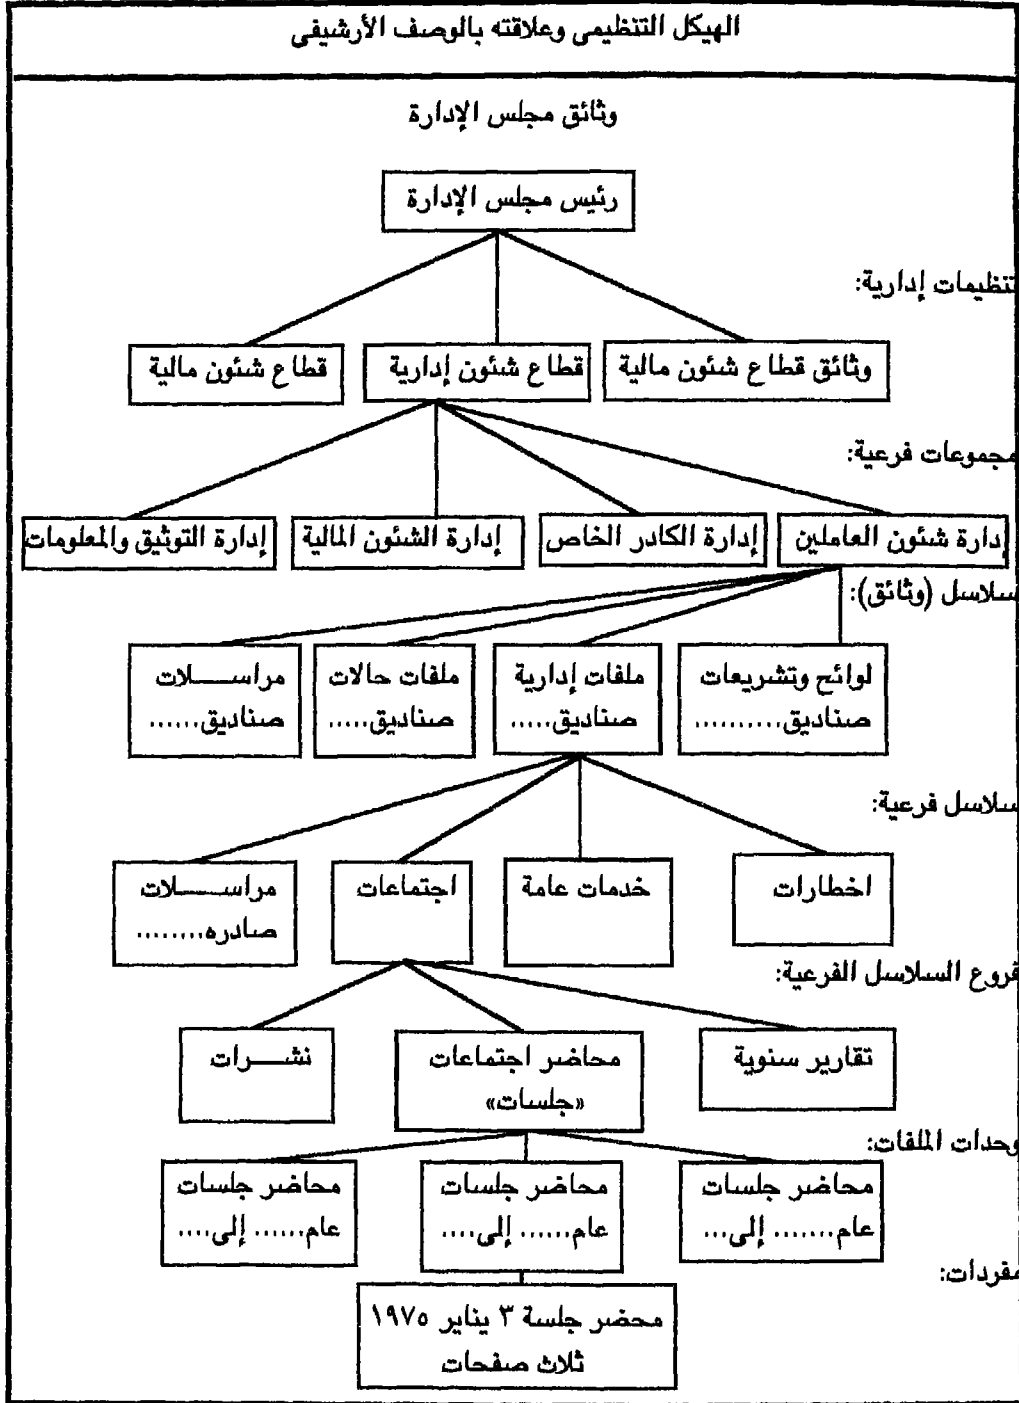 الهيكل التنظيمى وعلاقته بالوصف الأرشيفى
وثائق مجلس الإدارة
رئيس مجلس الإدارة
تنظيمات إدارية:
وثائق قطاع شئون مالية
قطاع شئون إدارية
قطاع شئون مالية
مجموعات فرعية:
إدارة شئون العاملين
إدارة الكادر الخاص
إدارة الشئون المالية
إدارة التوثيق والمعلومات
سلاسل (وثائق):
لوائح وتشريعات
صناديق..........
ملفات إدارية
صناديق.....
ملفات حالات
صناديق.....
مراســـلات
صناديق......
سلاسل فرعية:
اخطارات
خدمات عامة
اجتماعات
مراســـلات
صادره........
فروع السلاسل الفرعية:
تقارير سنوية
محاضر اجتماعات
«جلسات»
نشـــرات
وحدات الملفات:
محاضر جلسات
عام....... إلى...
محاضر جلسات
عام...... إلى....
محاضر جلسات
عام...... إلى....
مفردات:
محضر جلسة ٣ يناير ١٩٧٥
ثلاث صفحات